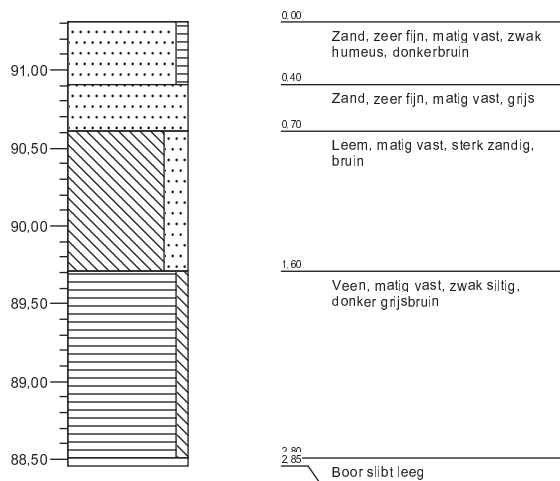 0,00
Zand, zeer fijn, matig vast, zwak
humeus, donkerbruin
91,00
0,40
Zand, zeer fijn, matig vast, grijs
0,70
Leem, matig vast, sterk zandig,
bruin
90,50
90,00
1,60
Veen, matig vast, zwak siltig,
donker grijsbruin
89,50
89,00
88,50
2,80
2,85
Boor slibt leeg